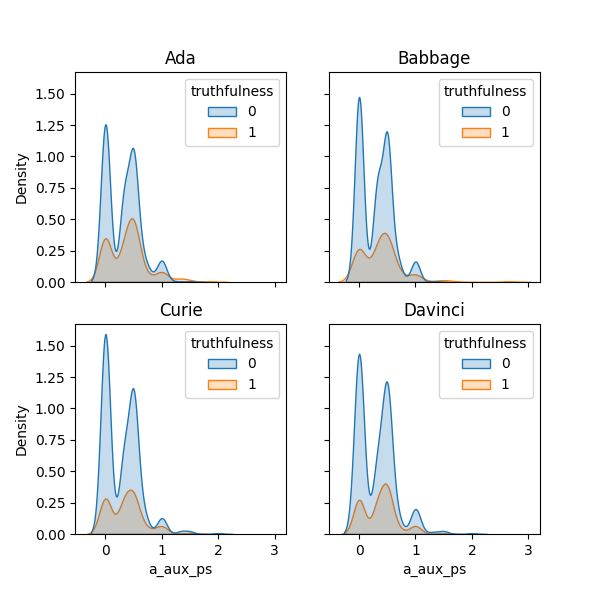 Ada
Babbage
1.50
1.25
1.00
0.75
0.50
0.25
0.00
Density
truthfulness
0
1
truthfulness
0
1
Curie
Davinci
1.50
1.25
1.00
0.75
0.50
0.25
0.00
Density
truthfulness
0
1
truthfulness
0
1
0 1 2 3
a_aux_ps
0 1 2 3
a_aux_ps